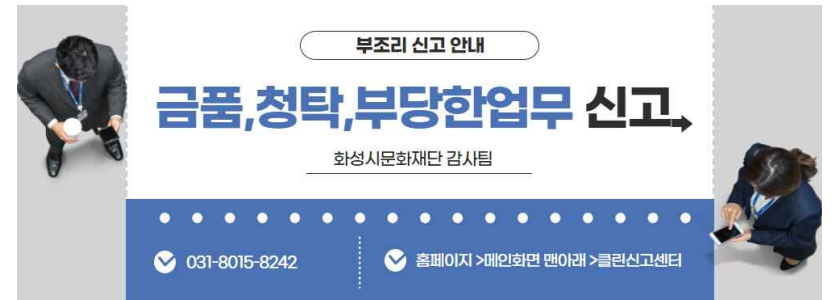 부조리 신고 안내
금품,청탁,부당한업무 신고
화성시문화재단 감사팀
031-8015-8242
홈페이지 >메인화면 맨아래 >클린신고센터